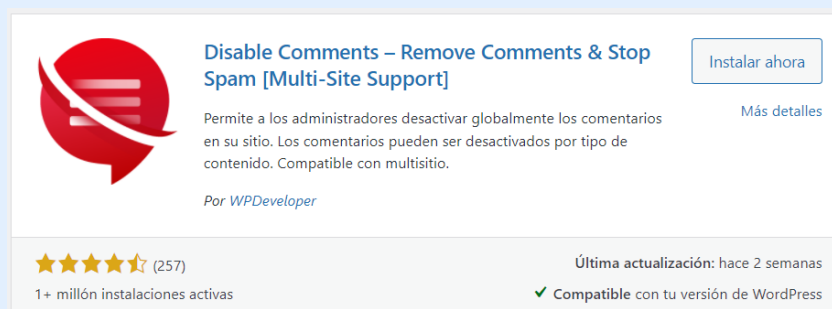 Disable Comments – Remove Comments & Stop
Spam [Multi-Site Support]
Instalar ahora
Más detalles
Permite a los administradores desactivar globalmente los comentarios
en su sitio. Los comentarios pueden ser desactivados por tipo de
contenido. Compatible con multisitio.
Por WPDeveloper
(257)
Última actualización: hace 2 semanas
1+ millón instalaciones activas
Compatible con tu versión de WordPress